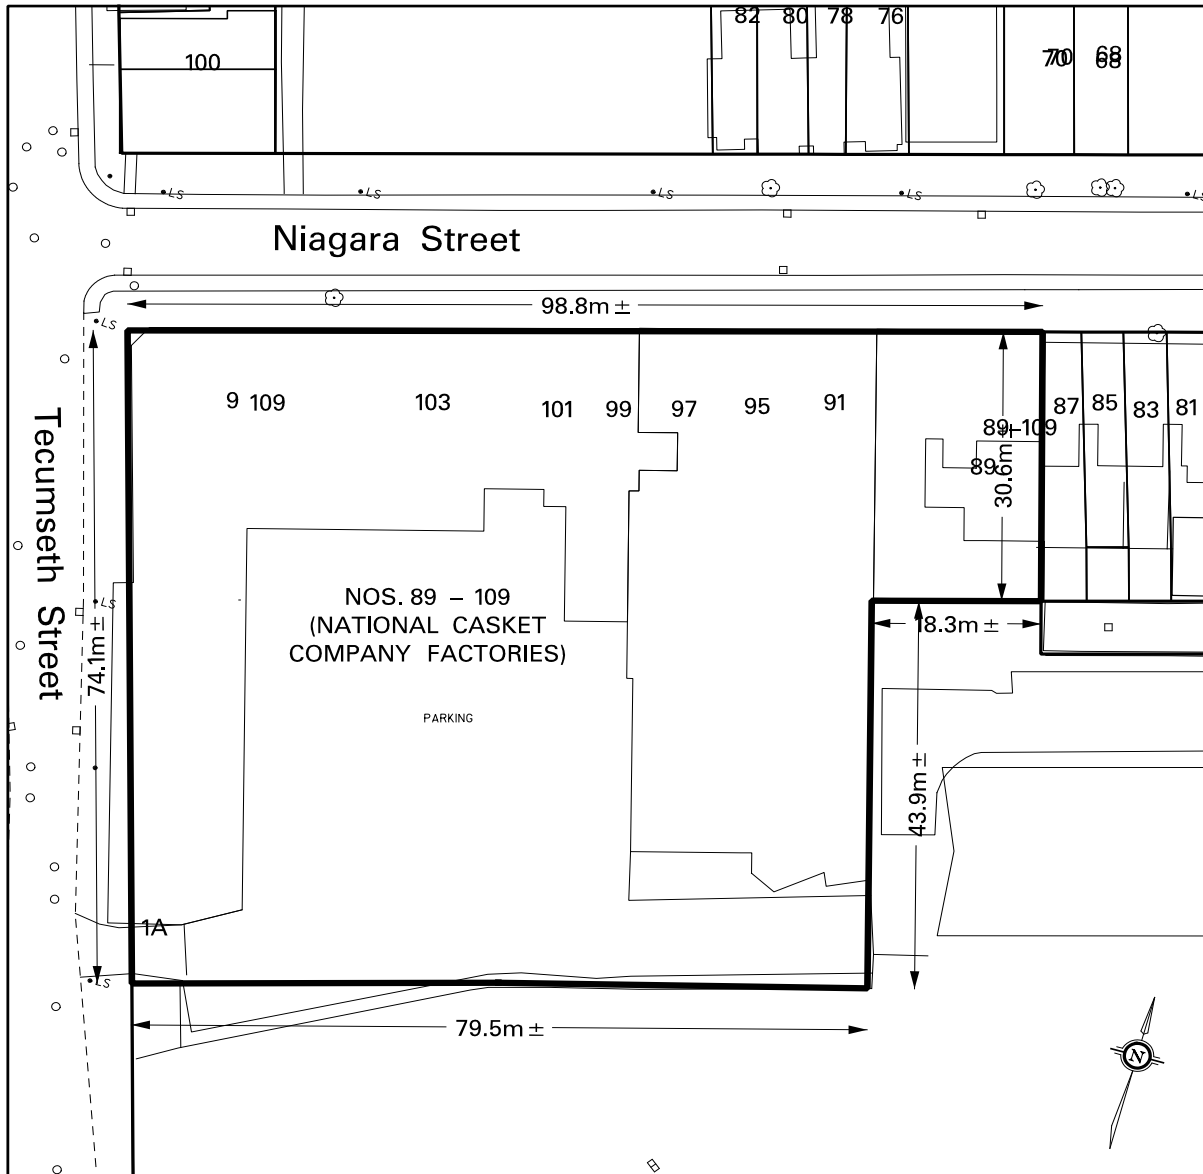 82 80 78 76
100
70 70 68 68
LS LS LS LS LS
Niagara Street
98.8m ±
LS
9 109 103 101 99 97 95 91
87 85 83 81
89-109
89
30.6m ±
Tecumseth Street
LS
74.1m ±
NOS. 89 – 109
(NATIONAL CASKET
COMPANY FACTORIES)
18.3m ±
PARKING
43.9m ±
1A
LS
79.5m ±
N